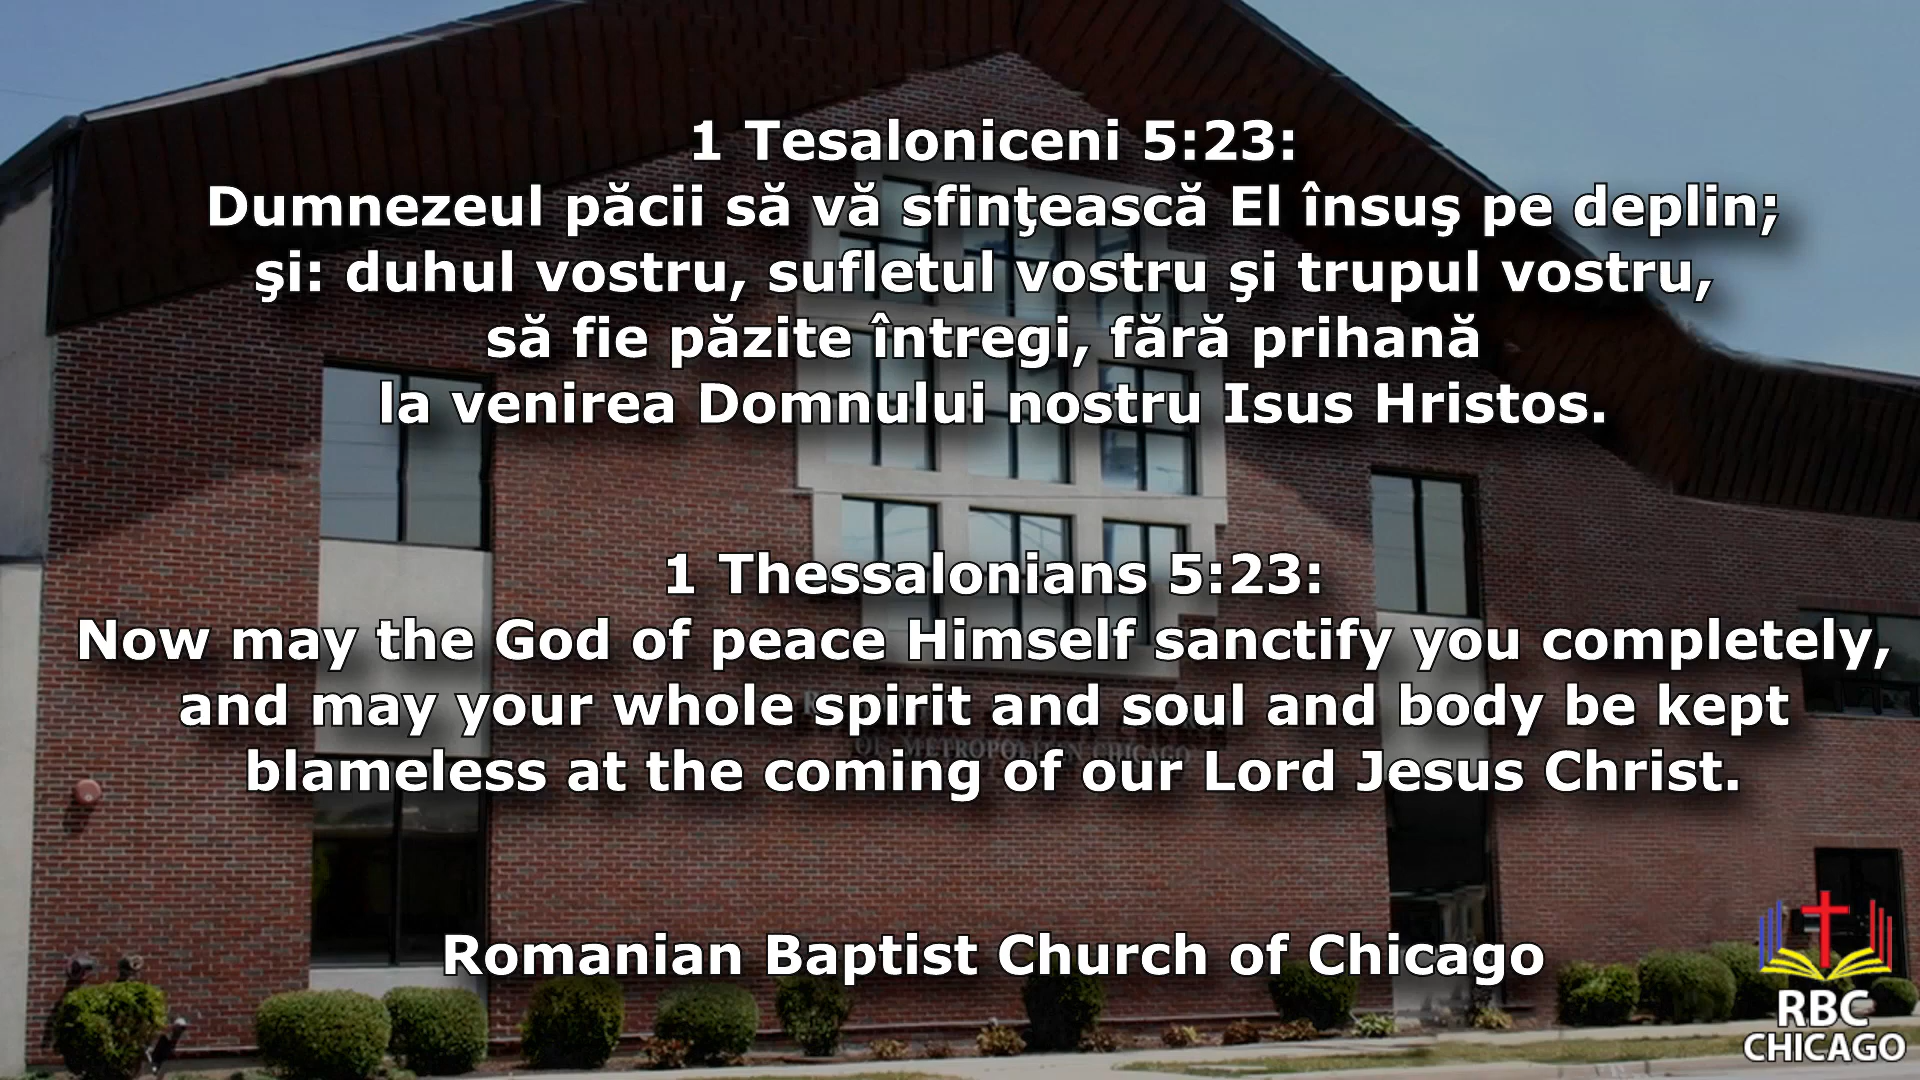 1 Tesaloniceni 5:23:
Dumnezeul păcii să vă sfinţească El însuş pe deplin;
şi: duhul vostru, sufletul vostru şi trupul vostru,
să fie păzite întregi, fără prihană
la venirea Domnului nostru Isus Hristos.
1 Thessalonians 5:23:
Now may the God of peace Himself sanctify you completely,
and may your whole spirit and soul and body be kept
OF METROPOLITAN CHICAGO
blameless at the coming of our Lord Jesus Christ.
Romanian Baptist Church of Chicago
RBC
CHICAGO